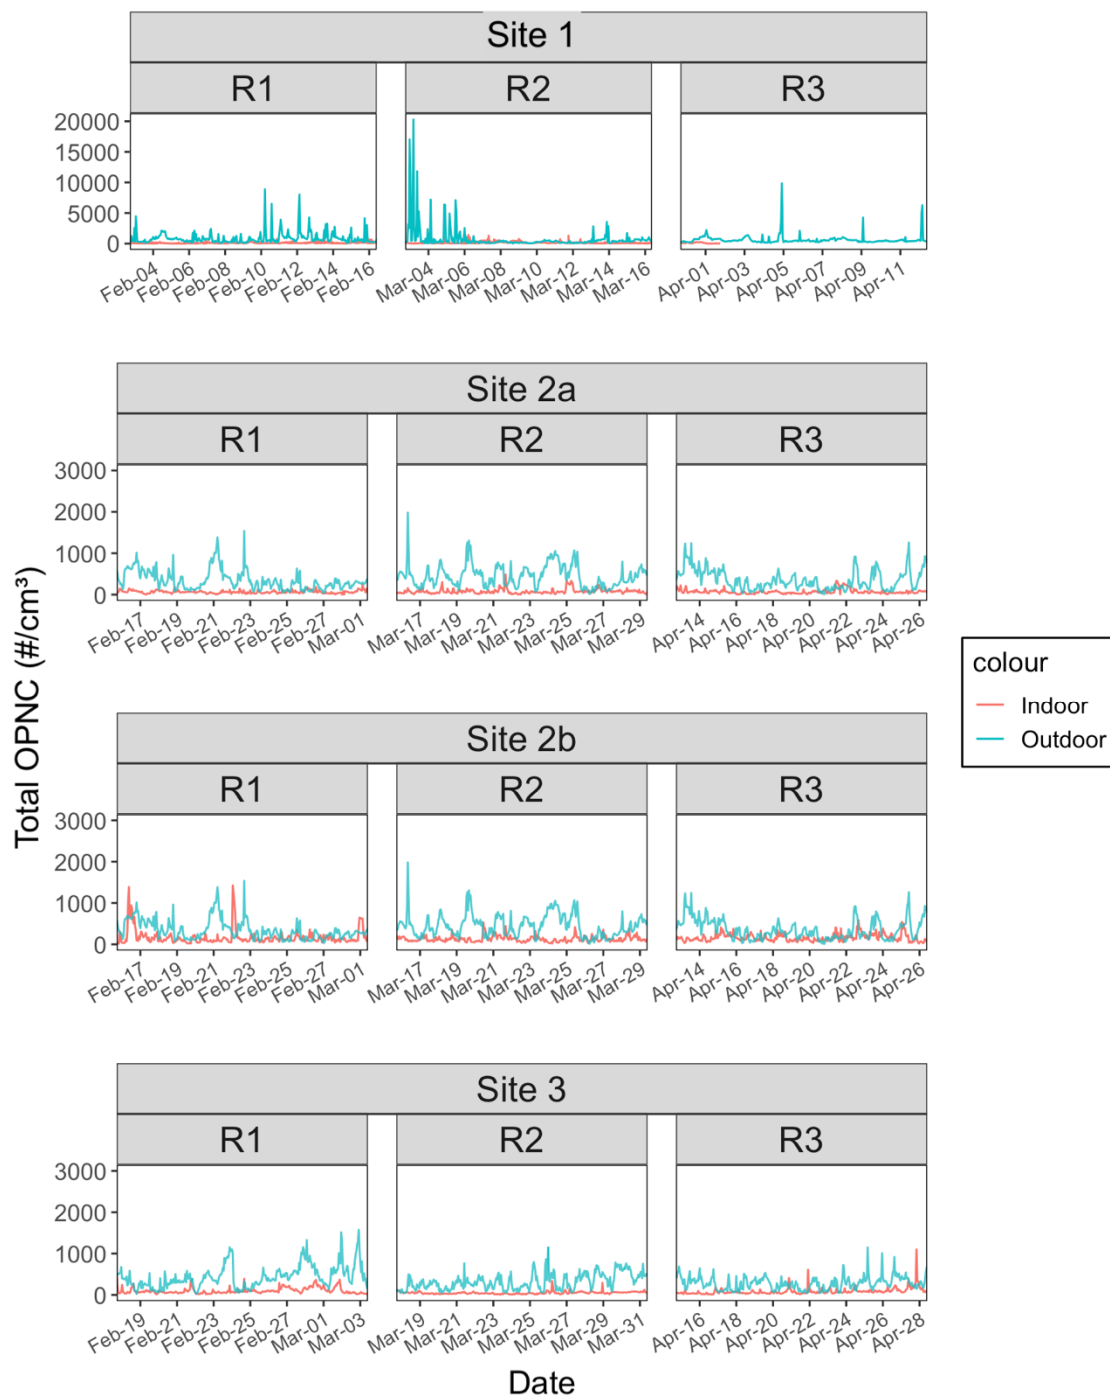 Site 1
R1 R2 R3
20000
15000
10000
5000
0
Feb-04 Feb-06 Feb-08 Feb-10 Feb-12 Feb-14 Feb-16 Mar-04 Mar-06 Mar-08 Mar-10 Mar-12 Mar-14 Mar-16 Apr-01 Apr-03 Apr-05 Apr-07 Apr-09 Apr-11
Site 2a
R1 R2 R3
3000
2000
1000
0
Feb-17 Feb-19 Feb-21 Feb-23 Feb-25 Feb-27 Mar-01 Mar-17 Mar-19 Mar-21 Mar-23 Mar-25 Mar-27 Mar-29 Apr-14 Apr-16 Apr-18 Apr-20 Apr-22 Apr-24 Apr-26
Total OPNC (#/cm³)
colour
Indoor
Outdoor
Site 2b
R1 R2 R3
3000
2000
1000
0
Feb-17 Feb-19 Feb-21 Feb-23 Feb-25 Feb-27 Mar-01 Mar-17 Mar-19 Mar-21 Mar-23 Mar-25 Mar-27 Mar-29 Apr-14 Apr-16 Apr-18 Apr-20 Apr-22 Apr-24 Apr-26
Site 3
R1 R2 R3
3000
2000
1000
0
Feb-19 Feb-21 Feb-23 Feb-25 Feb-27 Mar-01 Mar-03 Mar-19 Mar-21 Mar-23 Mar-25 Mar-27 Mar-29 Mar-31 Apr-16 Apr-18 Apr-20 Apr-22 Apr-24 Apr-26 Apr-28
Date